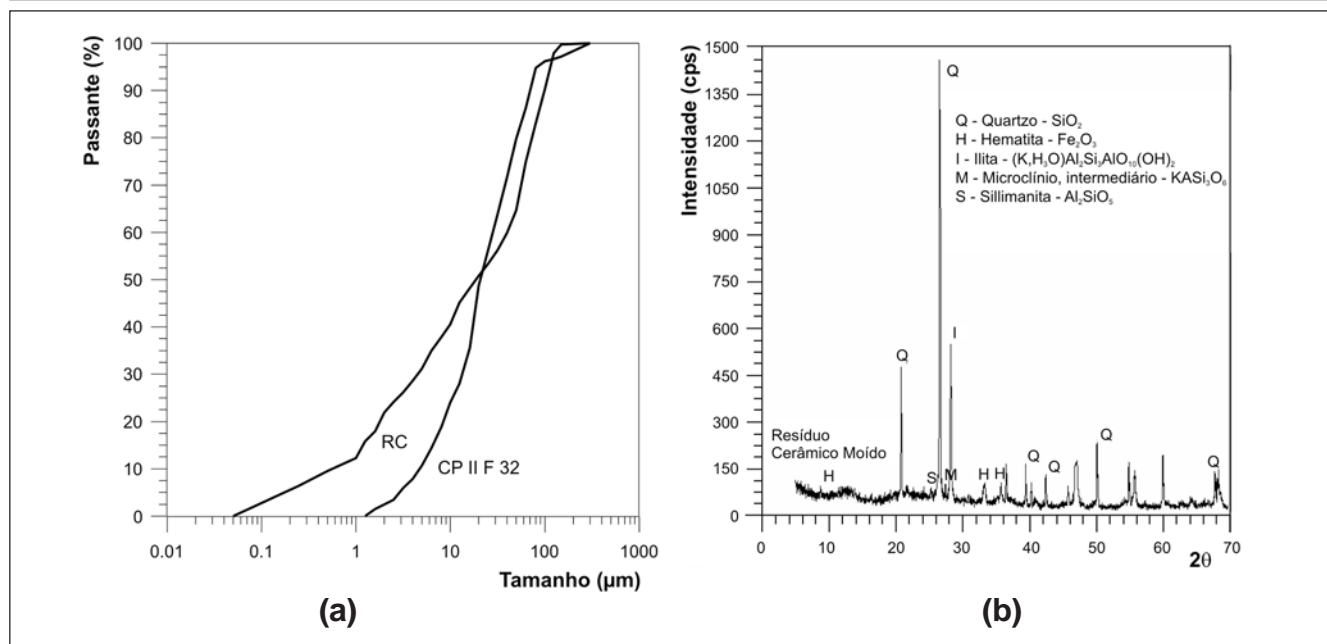 100
90
80
70
60
50
40
30
20
10
0
Passante (%)
RC
CP II F 32
0.01 0.1 1 10 100 1000
Tamanho (µm)
(a)
1500
1350
1200
1050
900
750
600
450
300
150
0
Intensidade (cps)
Q
Q - Quartzo - SiO₂
H - Hematita - Fe₂O₃
I - Ilita - (K,H₃O)Al₂Si₃AlO₁₀(OH)₂
M - Microclínio, intermediário - KASi₃O₆
S - Sillimanita - Al₂SiO₅
I
Q
Resíduo
Cerâmico Moído
H
S M H H Q Q Q Q
0 10 20 30 40 50 60 70
2θ
(b)